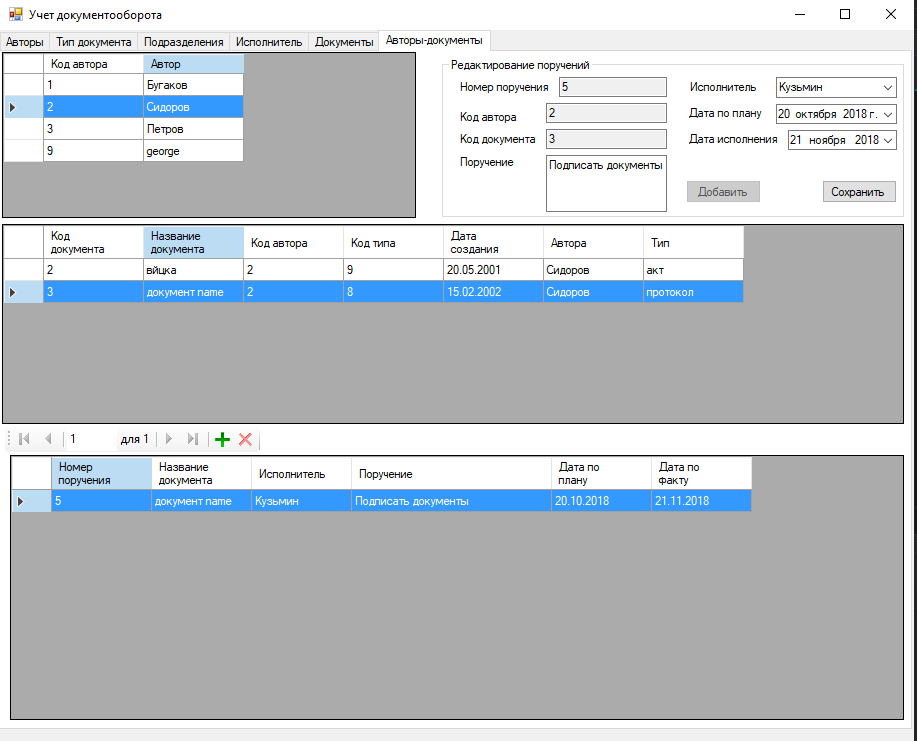 Учет документооборота
Авторы Тип документа Подразделения Исполнитель Документы Авторы-документы
Код автора Автор
1 Бугаков
2 Сидоров
3 Петров
9 george
Редактирование поручений
Номер поручения 5 Исполнитель Кузьмин
Код автора 2 Дата по плану 20 октября 2018 г.
Код документа 3 Дата исполнения 21 ноября 2018
Поручение Подписать документы
Добавить Сохранить
Код документа Название документа Код автора Код типа Дата создания Автора Тип
2 вйцка 2 9 20.05.2001 Сидоров акт
3 документ name 2 8 15.02.2002 Сидоров протокол
1 для 1
Номер поручения Название документа Исполнитель Поручение Дата по плану Дата по факту
5 документ name Кузьмин Подписать документы 20.10.2018 21.11.2018